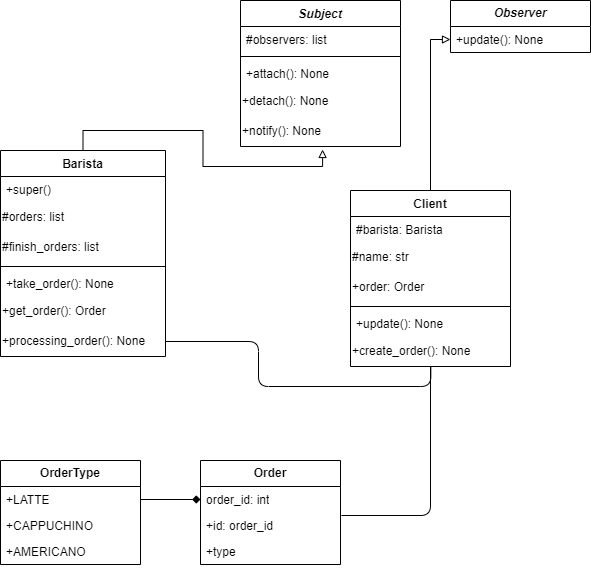 Subject
#observers: list
+attach(): None
+detach(): None
+notify(): None
Observer
+update(): None
Barista
+super()
#orders: list
#finish_orders: list
+take_order(): None
+get_order(): Order
+processing_order(): None
Client
#barista: Barista
#name: str
+order: Order
+update(): None
+create_order(): None
OrderType
+LATTE
+CAPPUCHINO
+AMERICANO
Order
order_id: int
+id: order_id
+type